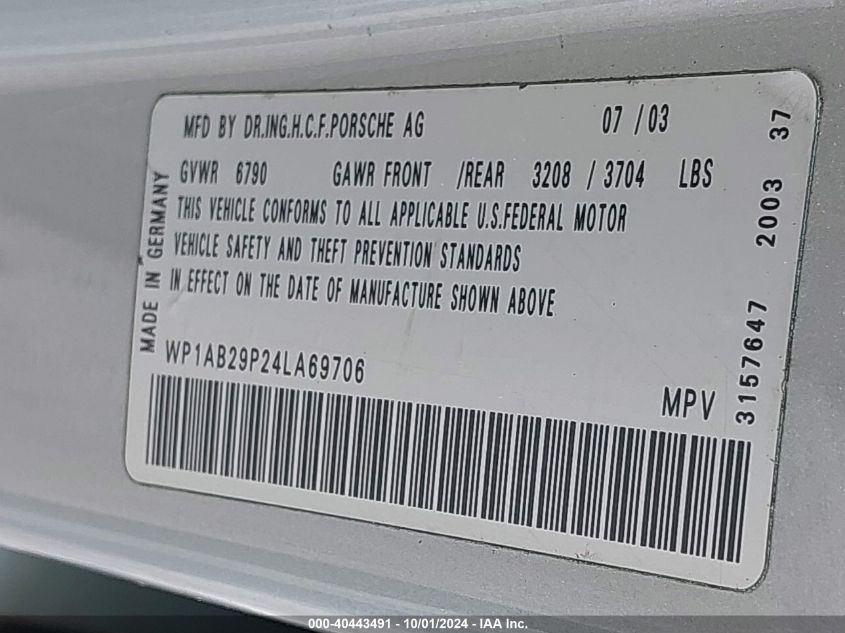 MFD BY DR.ING.H.C.F.PORSCHE AG 07 / 03
GVWR 6790 GAWR FRONT /REAR 3208 / 3704 LBS
THIS VEHICLE CONFORMS TO ALL APPLICABLE U.S.FEDERAL MOTOR
VEHICLE SAFETY AND THEFT PREVENTION STANDARDS
IN EFFECT ON THE DATE OF MANUFACTURE SHOWN ABOVE
WP1AB29P24LA69706
MPV
MADE IN GERMANY
3157647 2003 37
000-40443491 - 10/01/2024 - IAA Inc.